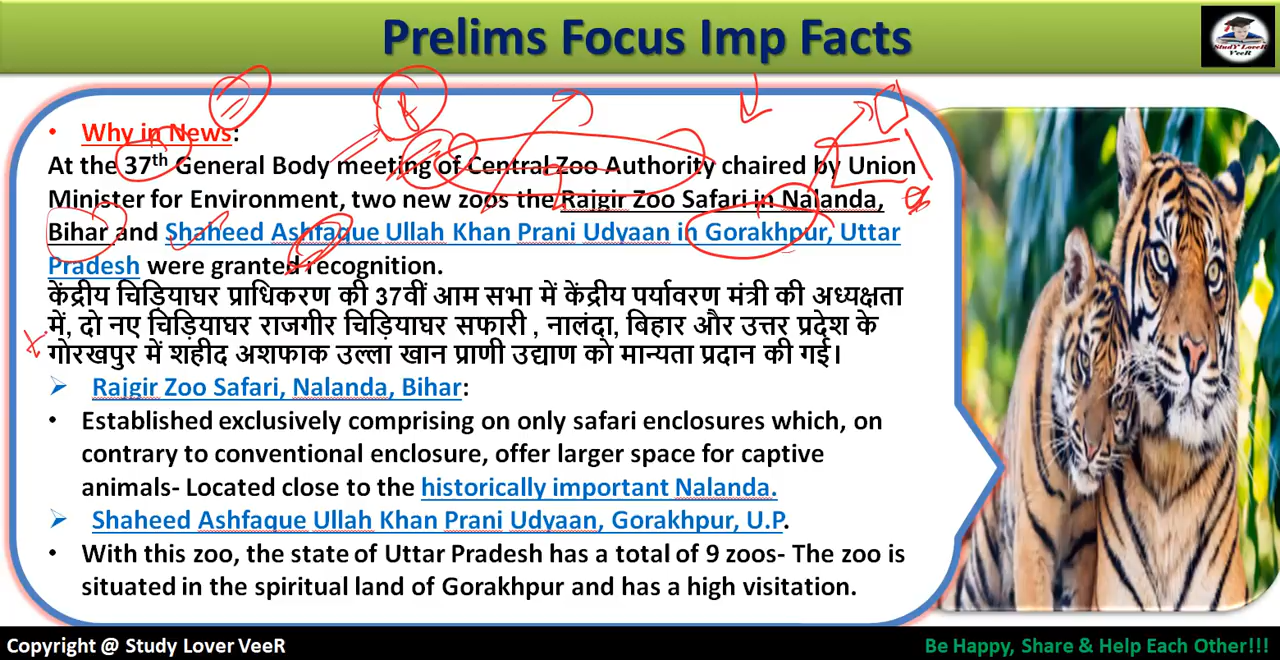 Prelims Focus Imp Facts
StudY LoveR
VeeR
• Why in News:
At the 37th General Body meeting of Central Zoo Authority chaired by Union
Minister for Environment, two new zoos the Rajgir Zoo Safari in Nalanda,
Bihar and Shaheed Ashfaque Ullah Khan Prani Udyaan in Gorakhpur, Uttar
Pradesh were granted recognition.
केंद्रीय चिड़ियाघर प्राधिकरण की 37वीं आम सभा में केंद्रीय पर्यावरण मंत्री की अध्यक्षता
में, दो नए चिड़ियाघर राजगीर चिड़ियाघर सफारी , नालंदा, बिहार और उत्तर प्रदेश के
गोरखपुर में शहीद अशफाक उल्ला खान प्राणी उद्याण को मान्यता प्रदान की गई।
➢ Rajgir Zoo Safari, Nalanda, Bihar:
• Established exclusively comprising on only safari enclosures which, on
contrary to conventional enclosure, offer larger space for captive
animals- Located close to the historically important Nalanda.
➢ Shaheed Ashfaque Ullah Khan Prani Udyaan, Gorakhpur, U.P.
• With this zoo, the state of Uttar Pradesh has a total of 9 zoos- The zoo is
situated in the spiritual land of Gorakhpur and has a high visitation.
Copyright @ Study Lover VeeR
Be Happy, Share & Help Each Other!!!